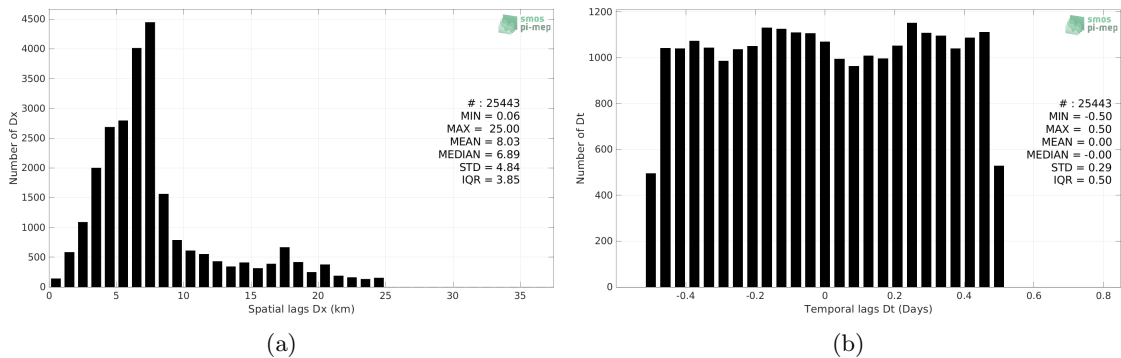 smos
pi-mep
4500
4000
3500
3000
2500
2000
1500
1000
500
0
Number of Dx
# : 25443
MIN = 0.06
MAX = 25.00
MEAN = 8.03
MEDIAN = 6.89
STD = 4.84
IQR = 3.85
0 5 10 15 20 25 30 35
Spatial lags Dx (km)
(a)
smos
pi-mep
1200
1000
800
600
400
200
0
Number of Dt
# : 25443
MIN = -0.50
MAX = 0.50
MEAN = 0.00
MEDIAN = -0.00
STD = 0.29
IQR = 0.50
-0.4 -0.2 0 0.2 0.4 0.6 0.8
Temporal lags Dt (Days)
(b)